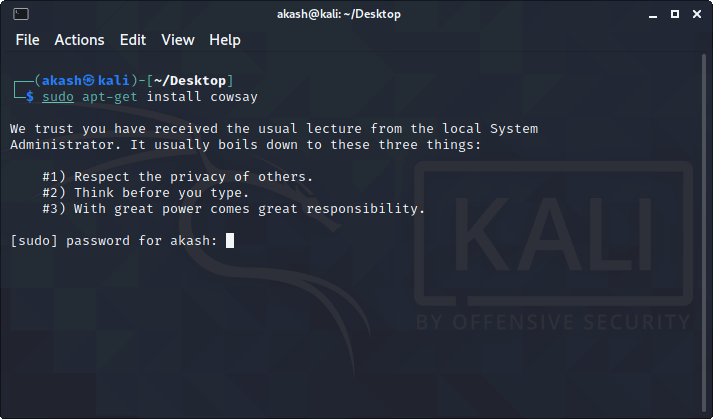 akash@kali: ~/Desktop
File Actions Edit View Help
┌──(akash㉿kali)-[~/Desktop]
└─$ sudo apt-get install cowsay
We trust you have received the usual lecture from the local System
Administrator. It usually boils down to these three things:
#1) Respect the privacy of others.
#2) Think before you type.
#3) With great power comes great responsibility.
[sudo] password for akash:
KALI
BY OFFENSIVE SECURITY